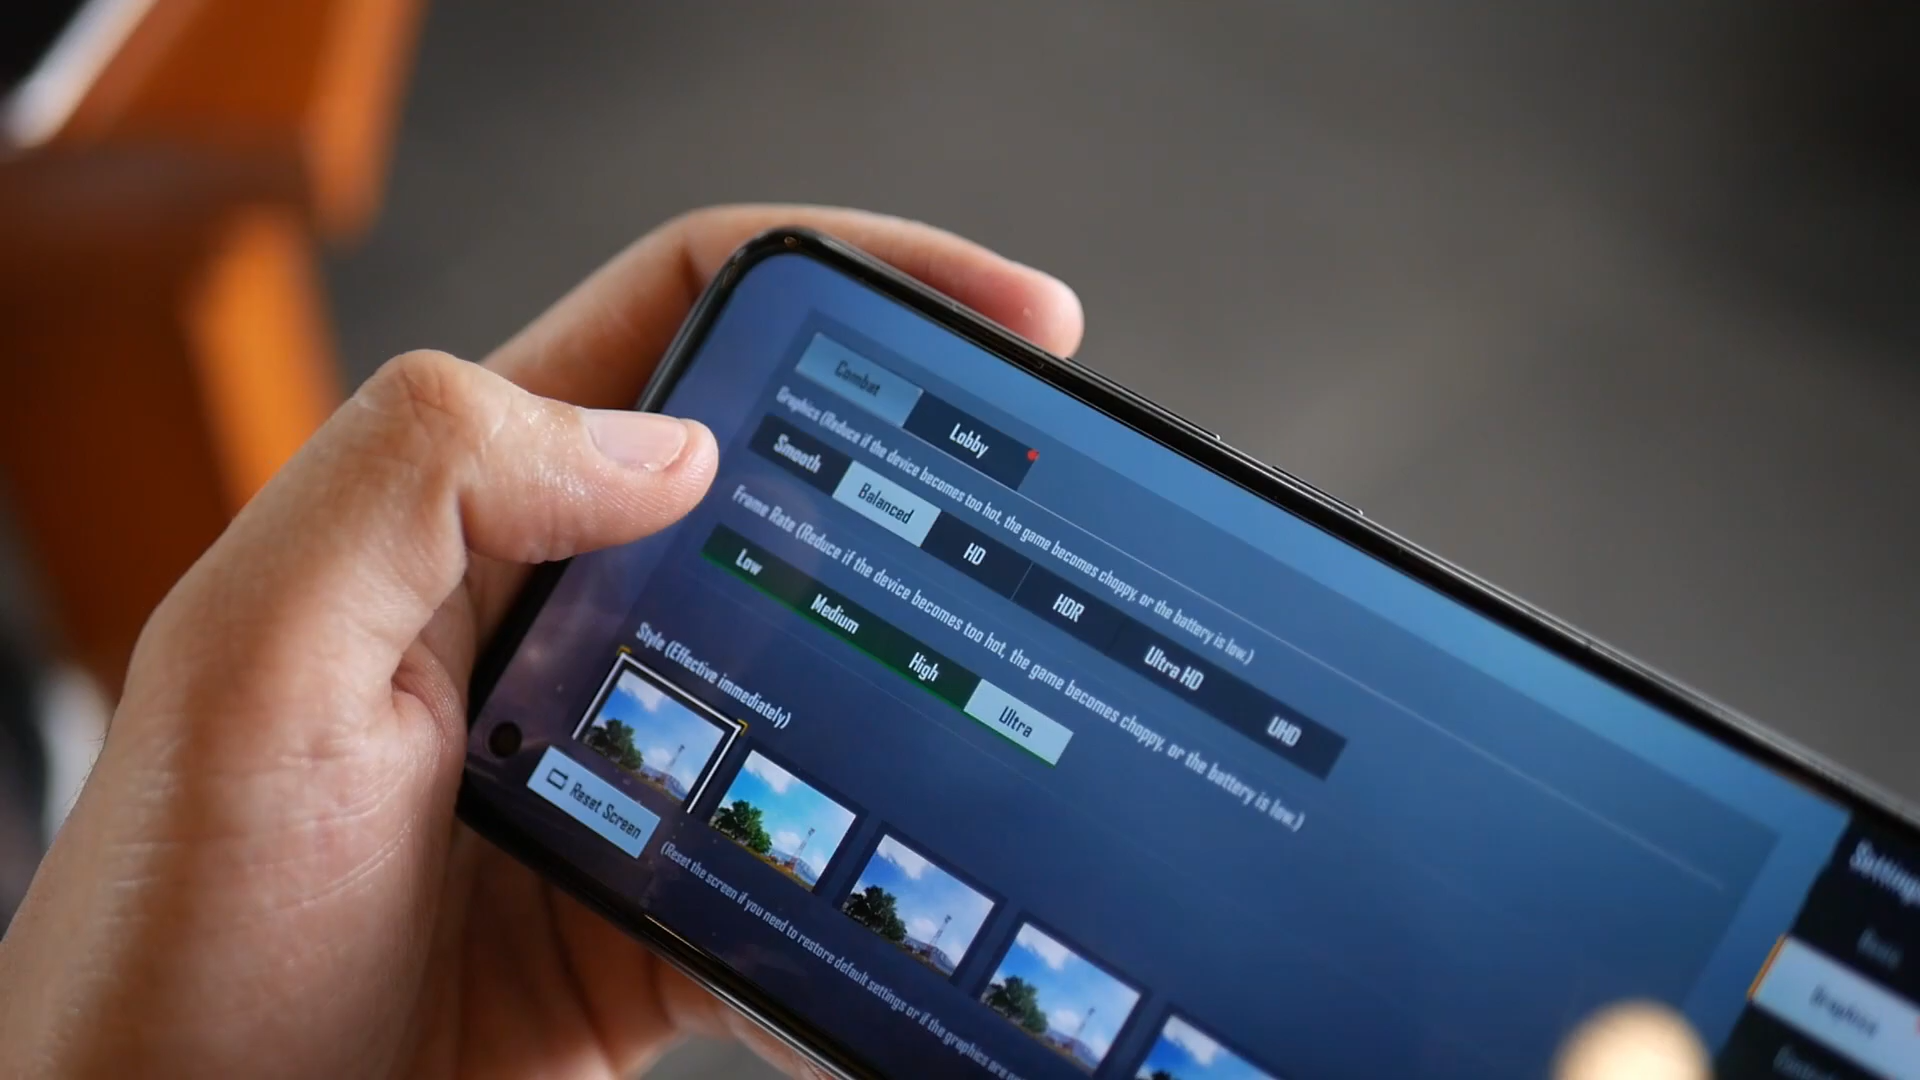 Combat
Lobby
Graphics (Reduce if the device becomes too hot, the game becomes choppy, or the battery is low.)
Smooth
Balanced
HD
HDR
Ultra HD
UHD
Frame Rate (Reduce if the device becomes too hot, the game becomes choppy, or the battery is low.)
Low
Medium
High
Ultra
Style (Effective immediately)
Reset Screen
(Reset the screen if you need to restore default settings or if the graphics are
Settings
Graphics